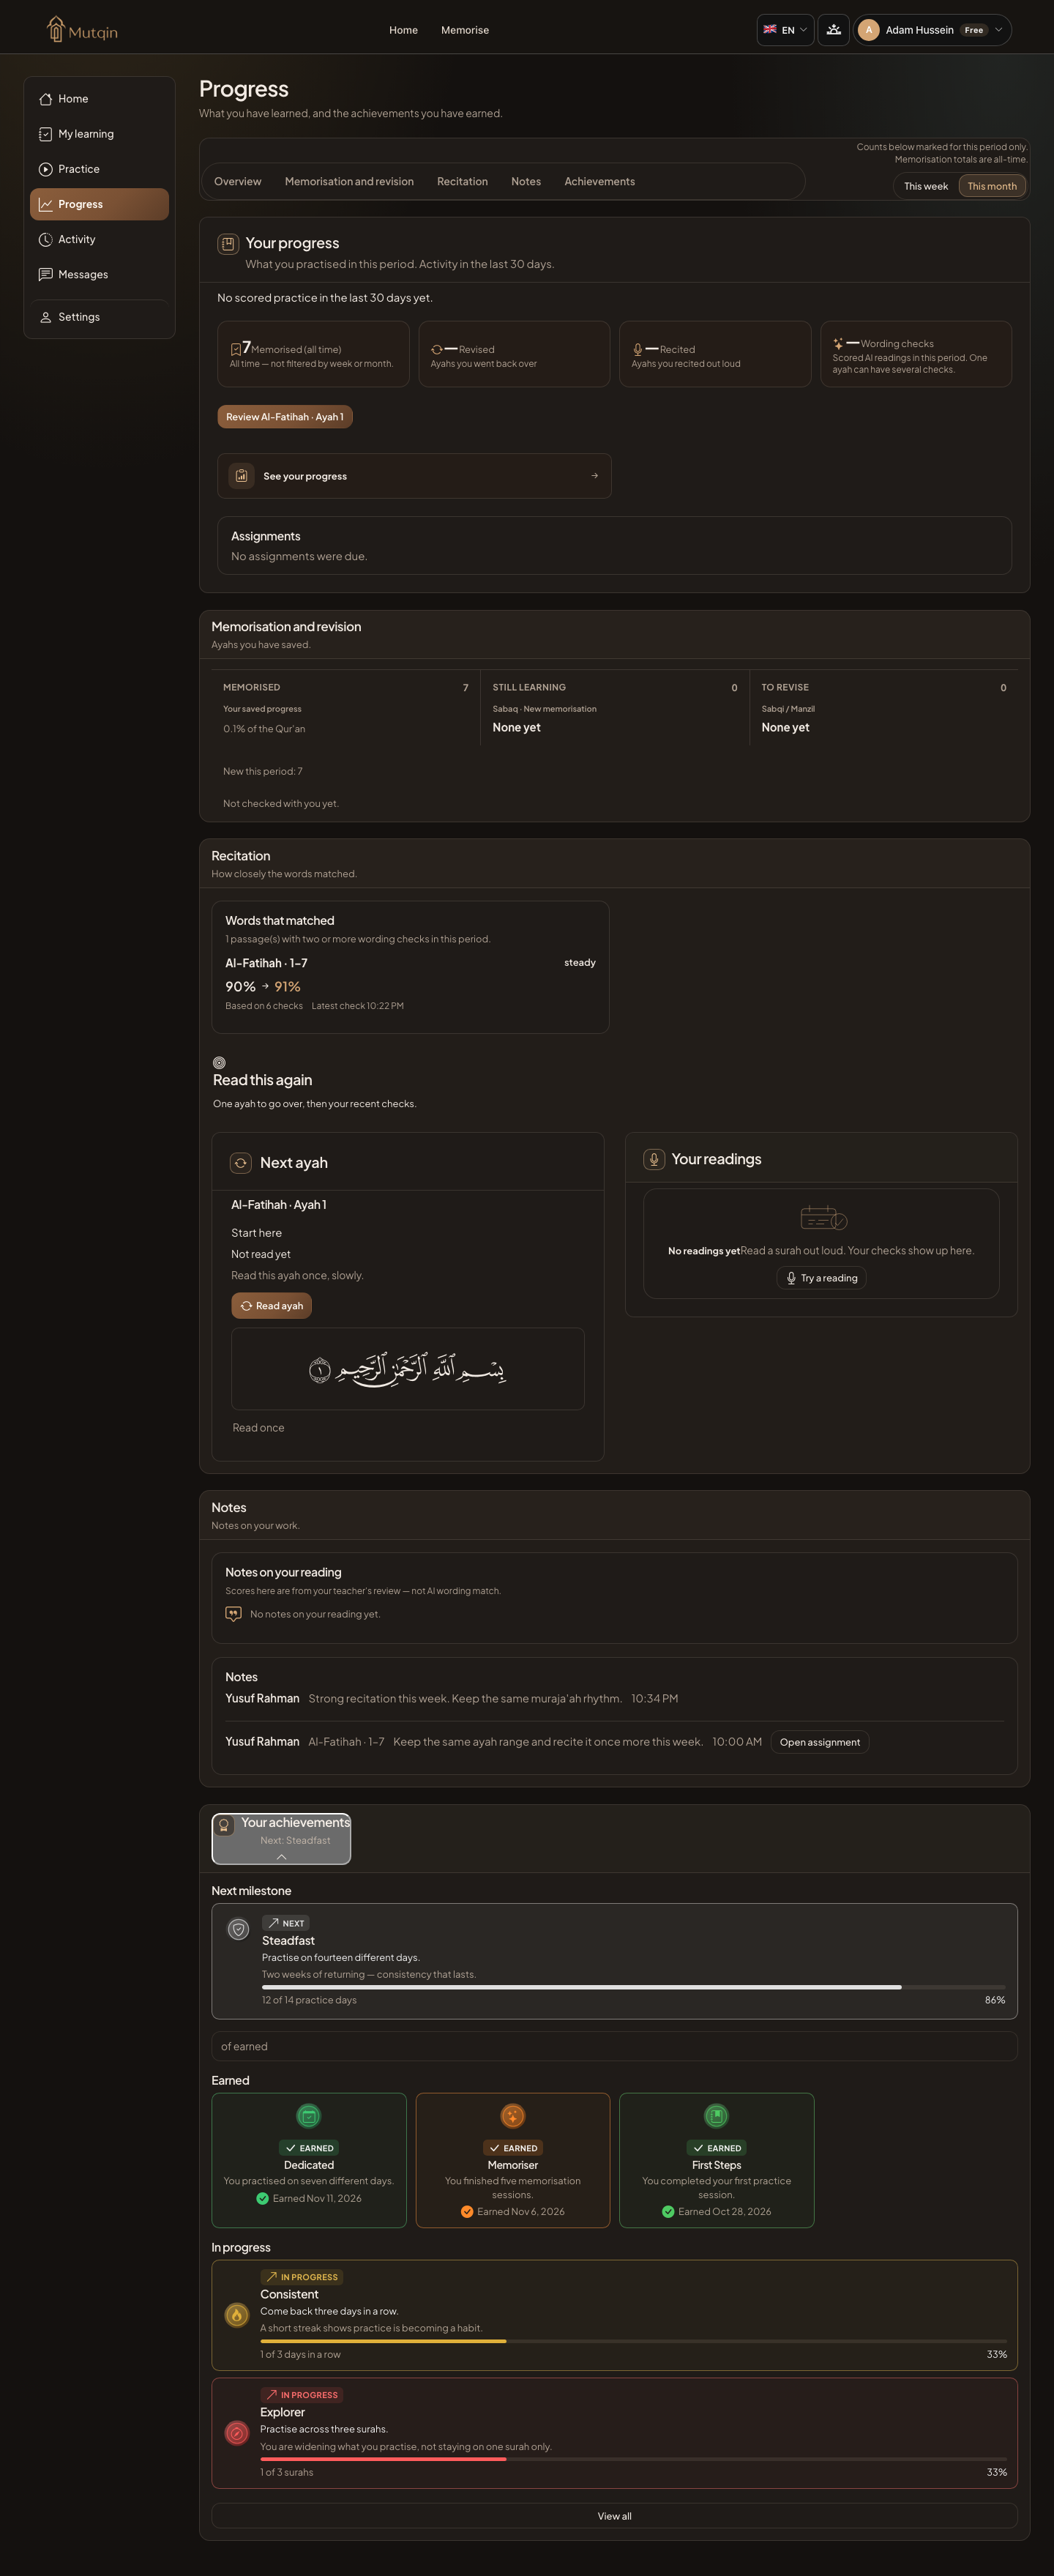 Mutqin
Home
Memorise
EN
A
Adam Hussein
Free
Home
My learning
Practice
Progress
Activity
Messages
Settings
Progress
What you have learned, and the achievements you have earned.
Counts below marked for this period only.
Memorisation totals are all-time.
Overview
Memorisation and revision
Recitation
Notes
Achievements
This week
This month
Your progress
What you practised in this period. Activity in the last 30 days.
No scored practice in the last 30 days yet.
7 Memorised (all time)
All time — not filtered by week or month.
— Revised
Ayahs you went back over
— Recited
Ayahs you recited out loud
— Wording checks
Scored AI readings in this period. One
ayah can have several checks.
Review Al-Fatihah · Ayah 1
See your progress →
Assignments
No assignments were due.
Memorisation and revision
Ayahs you have saved.
MEMORISED 7
Your saved progress
0.1% of the Qur'an
STILL LEARNING 0
Sabaq · New memorisation
None yet
TO REVISE 0
Sabqi / Manzil
None yet
New this period: 7
Not checked with you yet.
Recitation
How closely the words matched.
Words that matched
1 passage(s) with two or more wording checks in this period.
Al-Fatihah · 1–7 steady
90% → 91%
Based on 6 checks Latest check 10:22 PM
Read this again
One ayah to go over, then your recent checks.
Next ayah
Al-Fatihah · Ayah 1
Start here
Not read yet
Read this ayah once, slowly.
Read ayah
بِسْمِ اللَّهِ الرَّحْمَٰنِ الرَّحِيمِ ١
Read once
Your readings
No readings yet Read a surah out loud. Your checks show up here.
Try a reading
Notes
Notes on your work.
Notes on your reading
Scores here are from your teacher's review — not AI wording match.
No notes on your reading yet.
Notes
Yusuf Rahman Strong recitation this week. Keep the same muraja'ah rhythm. 10:34 PM
Yusuf Rahman Al-Fatihah · 1–7 Keep the same ayah range and recite it once more this week. 10:00 AM Open assignment
Your achievements
Next: Steadfast
Next milestone
NEXT
Steadfast
Practise on fourteen different days.
Two weeks of returning — consistency that lasts.
12 of 14 practice days 86%
of earned
Earned
EARNED
Dedicated
You practised on seven different days.
Earned Nov 11, 2026
EARNED
Memoriser
You finished five memorisation
sessions.
Earned Nov 6, 2026
EARNED
First Steps
You completed your first practice
session.
Earned Oct 28, 2026
In progress
IN PROGRESS
Consistent
Come back three days in a row.
A short streak shows practice is becoming a habit.
1 of 3 days in a row 33%
IN PROGRESS
Explorer
Practise across three surahs.
You are widening what you practise, not staying on one surah only.
1 of 3 surahs 33%
View all